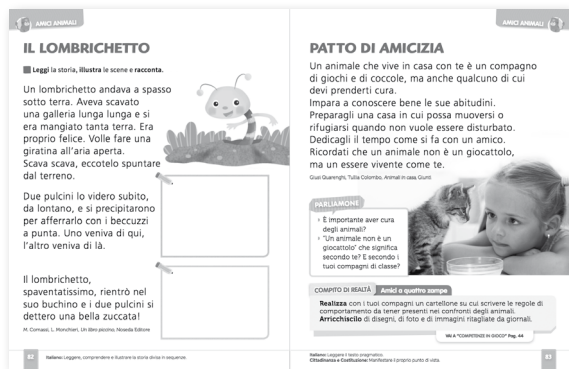 AMICI ANIMALI
IL LOMBRICHETTO
Leggi la storia, illustra le scene e racconta.
Un lombrichetto andava a spasso
sotto terra. Aveva scavato
una galleria lunga lunga e si
era mangiato tanta terra. Era
proprio felice. Volle fare una
giratina all'aria aperta.
Scava scava, eccotelo spuntare
dal terreno.
Due pulcini lo videro subito,
da lontano, e si precipitarono
per afferrarlo con i beccuzzi
a punta. Uno veniva di qui,
l'altro veniva di là.
Il lombrichetto,
spaventatissimo, rientrò nel
suo buchino e i due pulcini si
dettero una bella zuccata!
M. Comassi, L. Monchieri, Un libro piccino, Nicoeda Editore
82
Italiano: Leggere, comprendere e illustrare la storia divisa in sequenze.
AMICI ANIMALI
PATTO DI AMICIZIA
Un animale che vive in casa con te è un compagno
di giochi e di coccole, ma anche qualcuno di cui
devi prenderti cura.
Impara a conoscere bene le sue abitudini.
Preparagli una casa in cui possa muoversi o
rifugiarsi quando non vuole essere disturbato.
Dedicagli il tempo come si fa con un amico.
Ricordati che un animale non è un giocattolo,
ma un essere vivente come te.
Giusi Quarenghi, Tullia Colombo, Animali in casa, Giunti
PARLIAMONE
› È importante aver cura
degli animali?
› "Un animale non è un
giocattolo" che significa
secondo te? E secondo i
tuoi compagni di classe?
COMPITO DI REALTÀ Amici a quattro zampe
Realizza con i tuoi compagni un cartellone su cui scrivere le regole di
comportamento da tener presenti nei confronti degli animali.
Arricchiscilo di disegni, di foto e di immagini ritagliate da giornali.
VAI A "COMPETENZE IN GIOCO" Pag. 44
Italiano: Leggere il testo pragmatico.
Cittadinanza e Costituzione: Manifestare il proprio punto di vista.
83